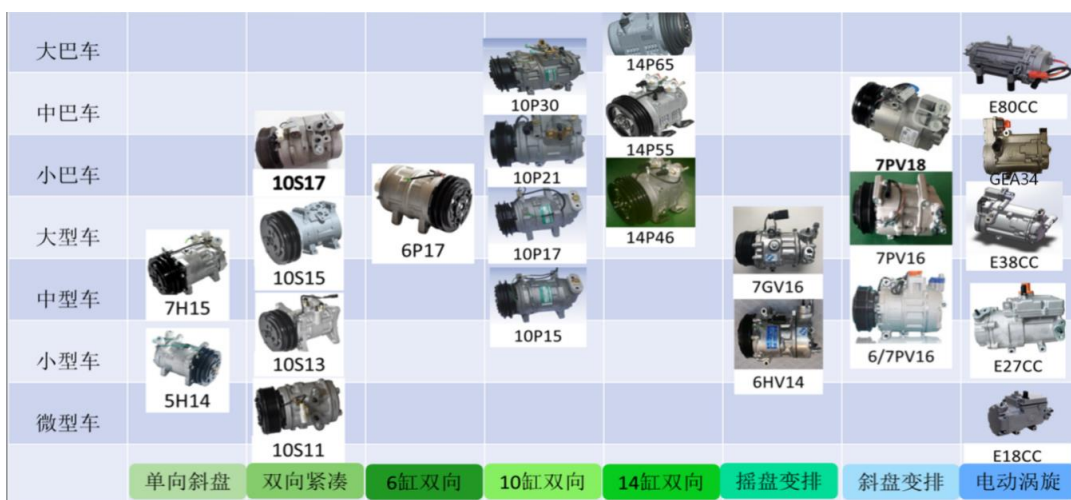 大巴车
14P65
10P30
E80CC
中巴车
14P55
7PV18
小巴车
10S17
10P21
GEA34
大型车
6P17
14P46
10P17
10S15
7PV16
E38CC
中型车
7H15
7GV16
10P15
6/7PV16
小型车
10S13
E27CC
5H14
6HV14
微型车
10S11
E18CC
单向斜盘
双向紧凑
6缸双向
10缸双向
14缸双向
摇盘变排
斜盘变排
电动涡旋